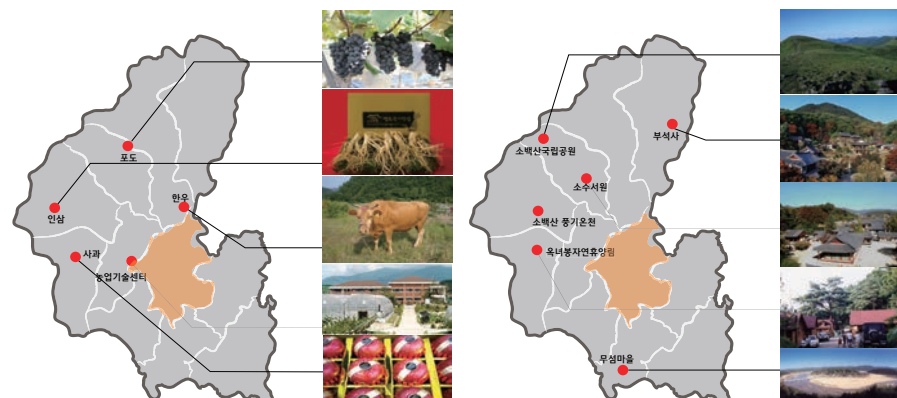 포도
인삼
한우
사과
농업기술센터
부석사
소백산국립공원
소수서원
소백산 풍기온천
옥녀봉자연휴양림
무섬마을